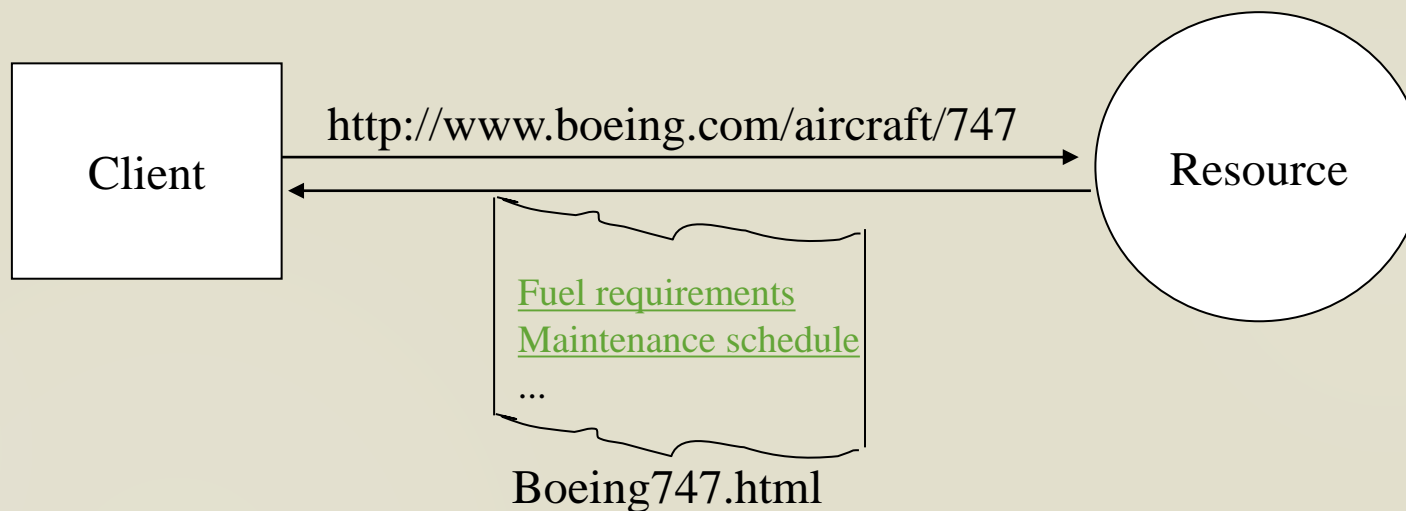 http://www.boeing.com/aircraft/747
Client
Resource
Fuel requirements
Maintenance schedule
...
Boeing747.html